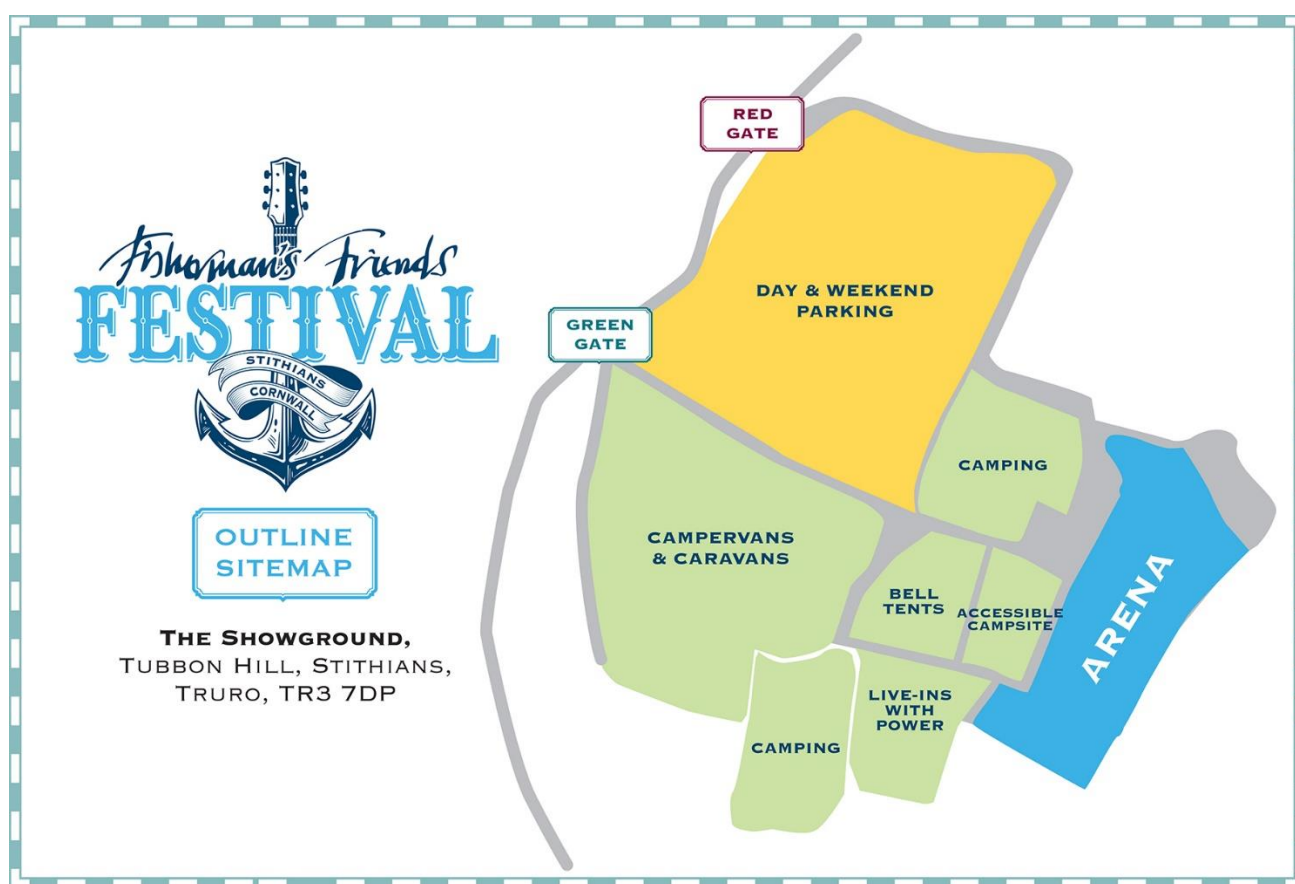 Fisherman's Friends
FESTIVAL
STITHIANS
CORNWALL
OUTLINE
SITEMAP
THE SHOWGROUND,
TUBBON HILL, STITHIANS,
TRURO, TR3 7DP
RED
GATE
GREEN
GATE
DAY & WEEKEND
PARKING
CAMPING
CAMPERVANS
& CARAVANS
BELL
TENTS
ACCESSIBLE
CAMPSITE
ARENA
LIVE-INS
WITH
POWER
CAMPING